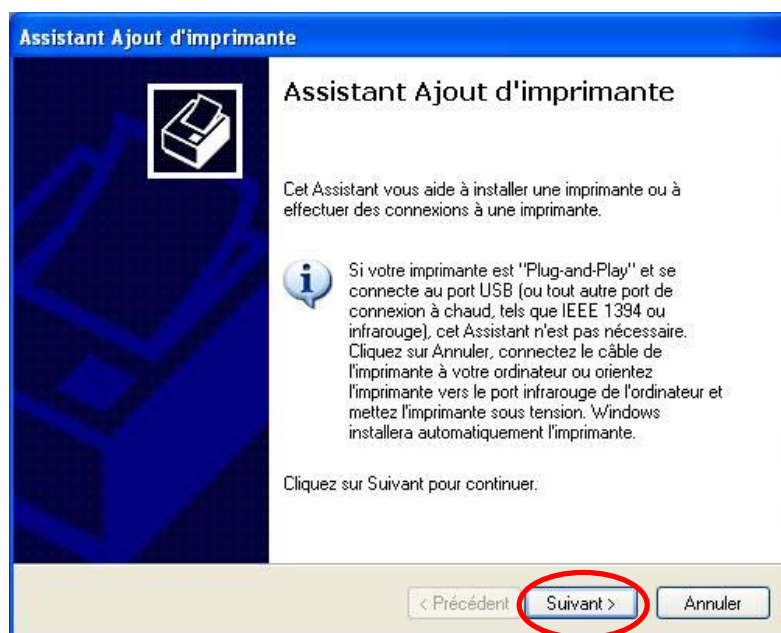 Assistant Ajout d'imprimante
Assistant Ajout d'imprimante
Cet Assistant vous aide à installer une imprimante ou à
effectuer des connexions à une imprimante.
Si votre imprimante est "Plug-and-Play" et se
connecte au port USB (ou tout autre port de
connexion à chaud, tels que IEEE 1394 ou
infrarouge), cet Assistant n'est pas nécessaire.
Cliquez sur Annuler, connectez le câble de
l'imprimante à votre ordinateur ou orientez
l'imprimante vers le port infrarouge de l'ordinateur et
mettez l'imprimante sous tension. Windows
installera automatiquement l'imprimante.
Cliquez sur Suivant pour continuer.
< Précédent Suivant > Annuler